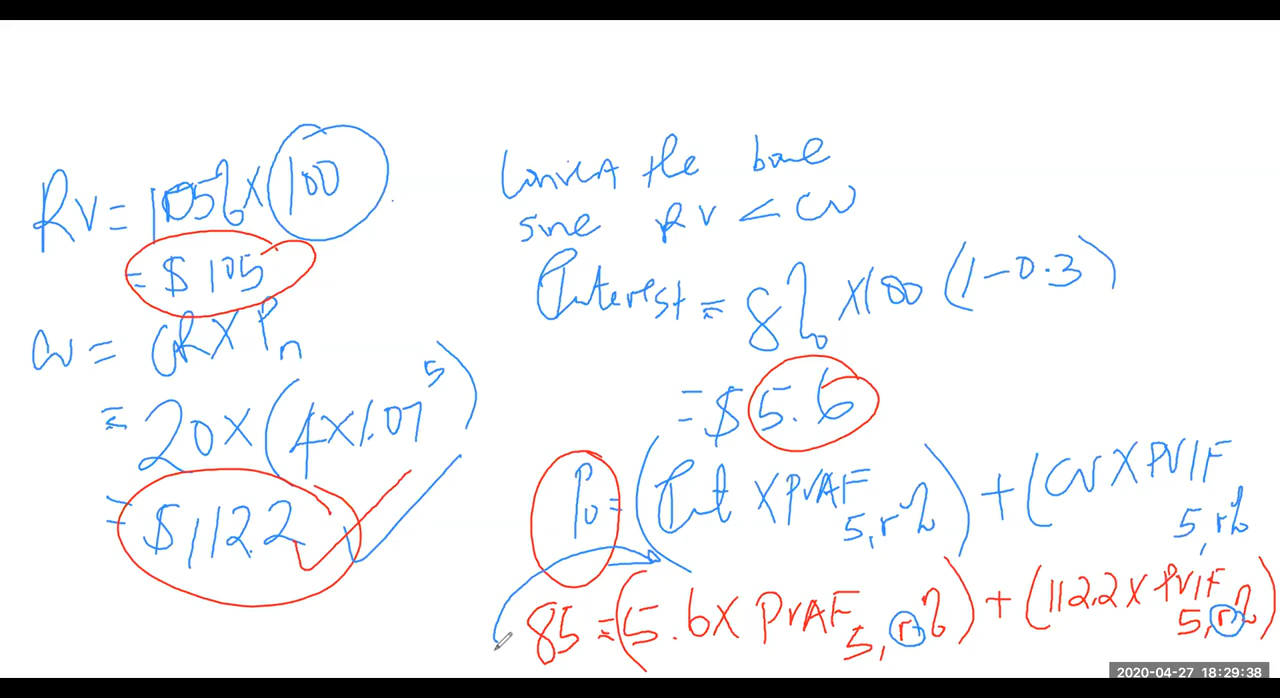 RV = 105% × 100
= $105
CV = CR X Pn
= 20 × (4 × 1.07^5)
= $112.2
Convert the
since RV < CV
Interest = 8% × 100 (1 - 0.3)
= $5.6
P0 = (Int X PVAF 5, r%) + (CV X PVIF 5, r%)
85 = (5.6 X PVAF 5, r%) + (112.2 X PVIF 5, r%)
2020-04-27 18:29:38